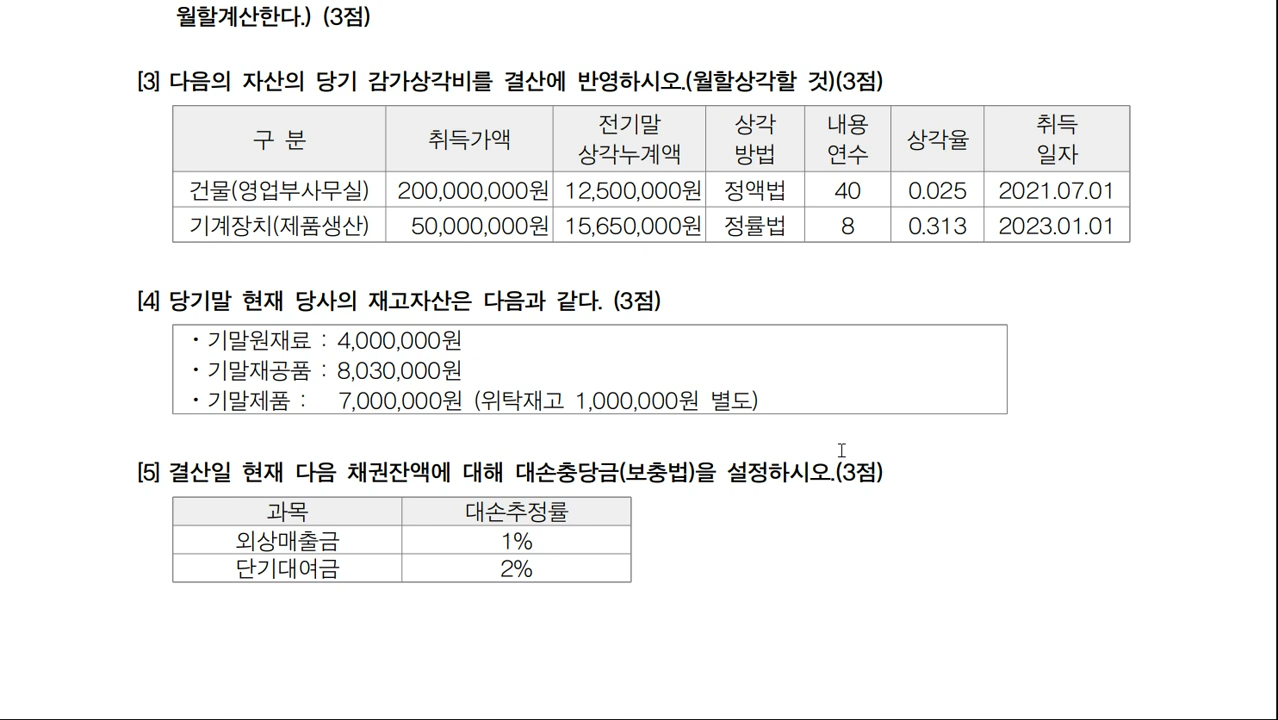 월할계산한다.) (3점)
[3] 다음의 자산의 당기 감가상각비를 결산에 반영하시오.(월할상각할 것)(3점)
구 분 취득가액 전기말 상각누계액 상각 방법 내용 연수 상각율 취득 일자
건물(영업부사무실) 200,000,000원 12,500,000원 정액법 40 0.025 2021.07.01
기계장치(제품생산) 50,000,000원 15,650,000원 정률법 8 0.313 2023.01.01
[4] 당기말 현재 당사의 재고자산은 다음과 같다. (3점)
・기말원재료 : 4,000,000원
・기말재공품 : 8,030,000원
・기말제품 : 7,000,000원 (위탁재고 1,000,000원 별도)
[5] 결산일 현재 다음 채권잔액에 대해 대손충당금(보충법)을 설정하시오.(3점)
과목 대손추정률
외상매출금 1%
단기대여금 2%